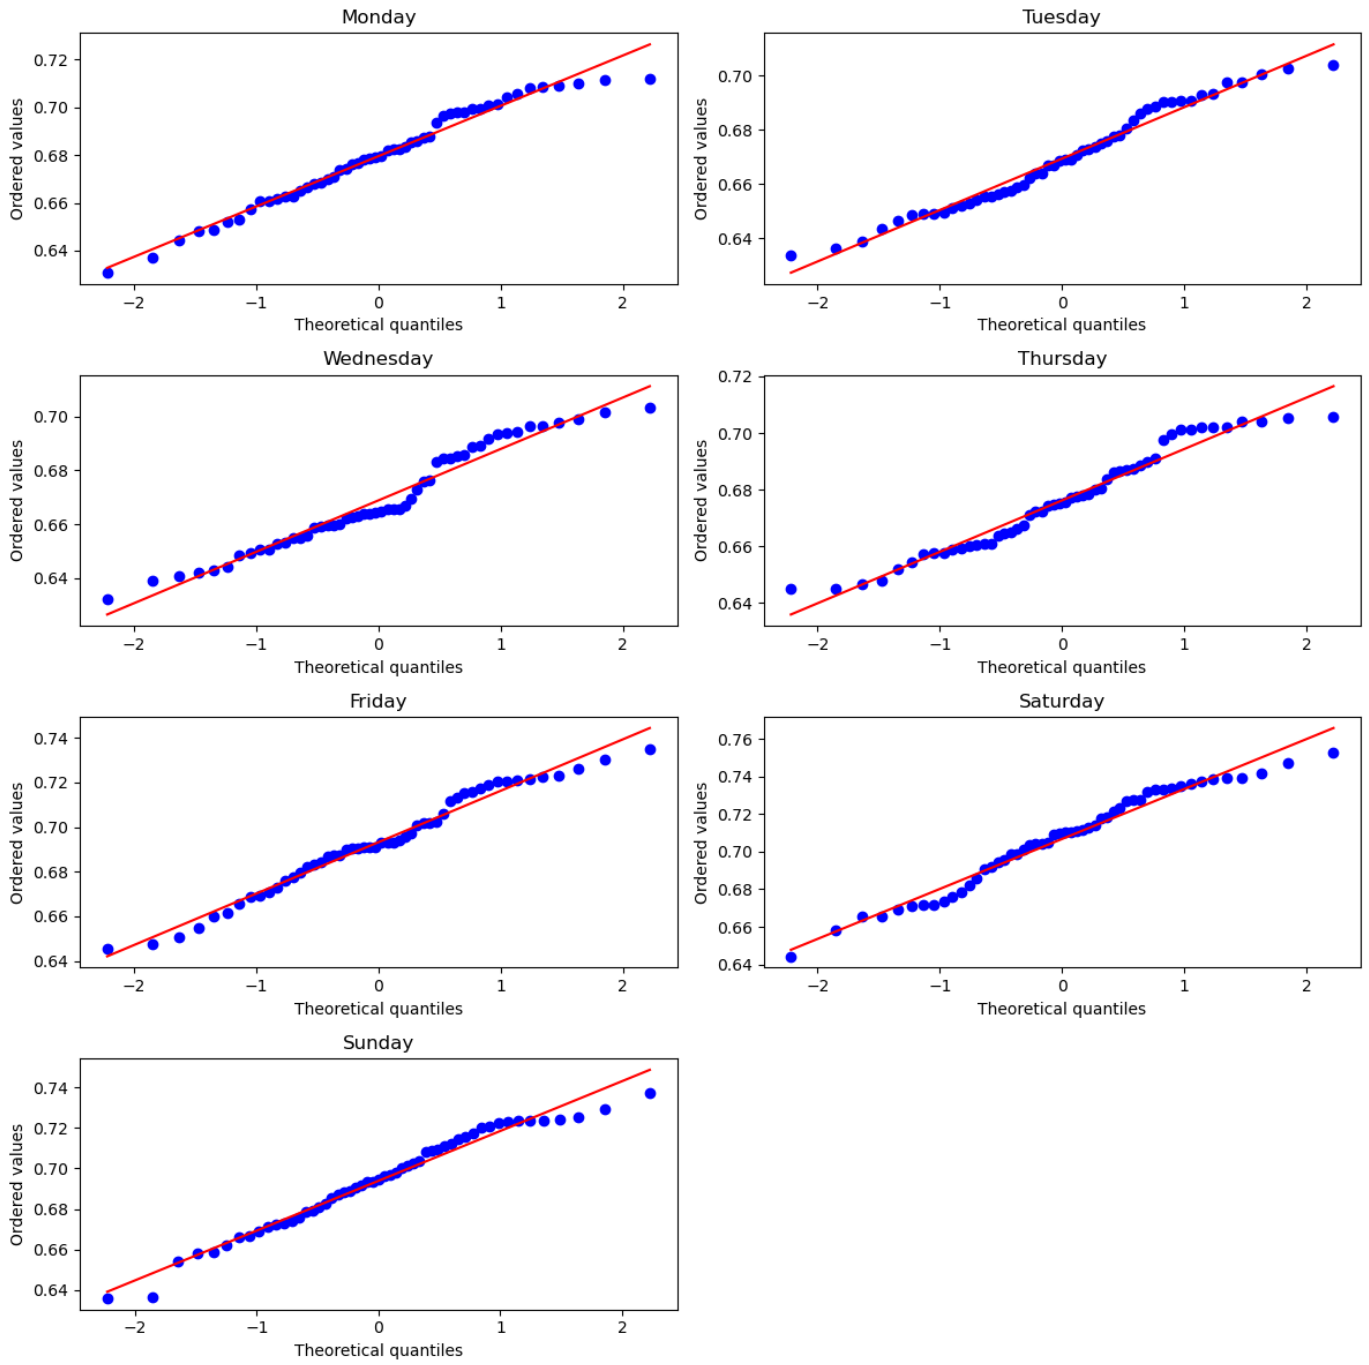 Monday
0.72
0.70
0.68
0.66
0.64
Ordered values
−2 −1 0 1 2
Theoretical quantiles
Tuesday
0.70
0.68
0.66
0.64
Ordered values
−2 −1 0 1 2
Theoretical quantiles
Wednesday
0.70
0.68
0.66
0.64
Ordered values
−2 −1 0 1 2
Theoretical quantiles
Thursday
0.72
0.70
0.68
0.66
0.64
Ordered values
−2 −1 0 1 2
Theoretical quantiles
Friday
0.74
0.72
0.70
0.68
0.66
0.64
Ordered values
−2 −1 0 1 2
Theoretical quantiles
Saturday
0.76
0.74
0.72
0.70
0.68
0.66
0.64
Ordered values
−2 −1 0 1 2
Theoretical quantiles
Sunday
0.74
0.72
0.70
0.68
0.66
0.64
Ordered values
−2 −1 0 1 2
Theoretical quantiles